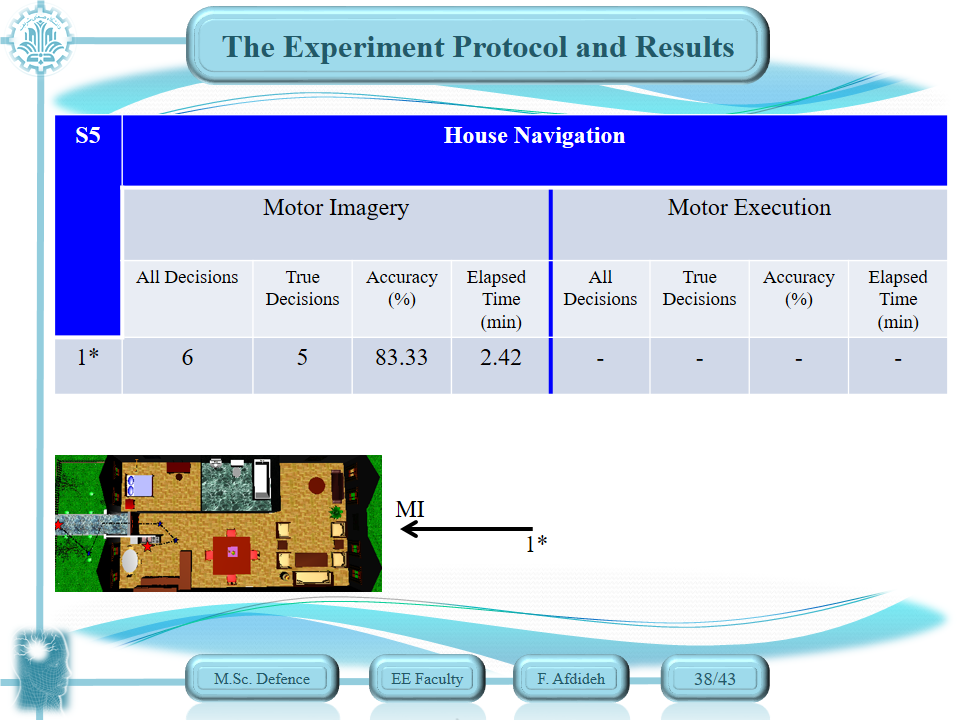 The Experiment Protocol and Results
S5 House Navigation
Motor Imagery Motor Execution
All Decisions True Decisions Accuracy (%) Elapsed Time (min) All Decisions True Decisions Accuracy (%) Elapsed Time (min)
1* 6 5 83.33 2.42 - - - -
MI
1*
M.Sc. Defence EE Faculty F. Afdideh 38/43